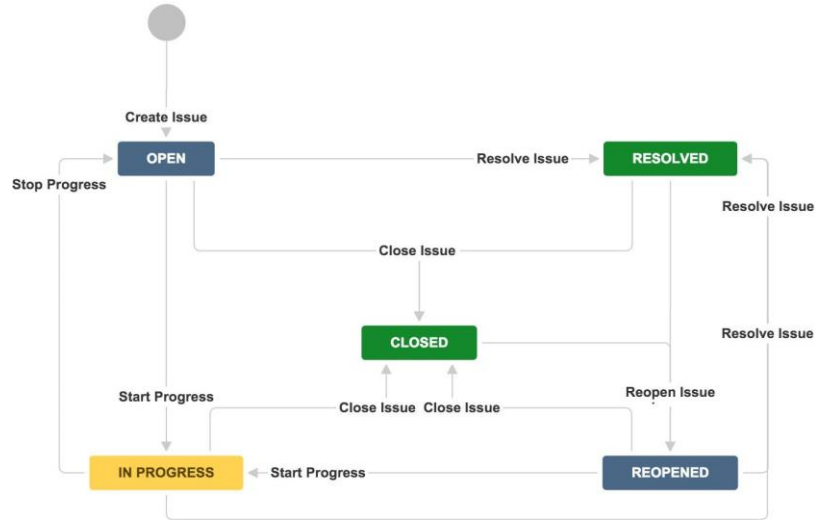 Create Issue
OPEN
Resolve Issue
RESOLVED
Stop Progress
Resolve Issue
Close Issue
Resolve Issue
CLOSED
Start Progress
Reopen Issue
Close Issue
Close Issue
IN PROGRESS
Start Progress
REOPENED